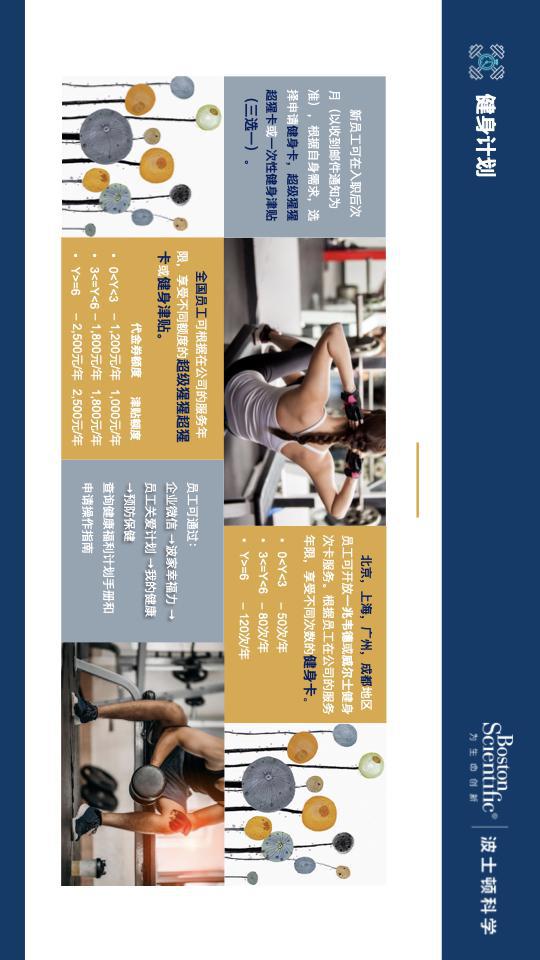 健身计划
Boston
Scientific®
为生命创新
波士顿科学
新员工可在入职后次
月（以收到邮件通知为
准），根据自身需求，选
择申请健身卡，超级猩猩
超猩卡或一次性健身津贴
（三选一）。
北京，上海，广州，成都地区
员工可开放一兆韦德或威尔士健身
次卡服务。根据员工在公司的服务
年限，享受不同次数的健身卡。
• 0<Y<3 – 50次/年
• 3<=Y<6 – 80次/年
• Y>=6 – 120次/年
全国员工可根据在公司的服务年
限，享受不同额度的超级猩猩超猩
卡或健身津贴。
代金券额度 津贴额度
• 0<Y<3 – 1,200元/年 1,000元/年
• 3<=Y<6 – 1,800元/年 1,800元/年
• Y>=6 – 2,500元/年 2,500元/年
员工可通过：
企业微信 →波家幸福力 →
员工关爱计划 →我的健康
→预防保健
查询健康福利计划手册和
申请操作指南